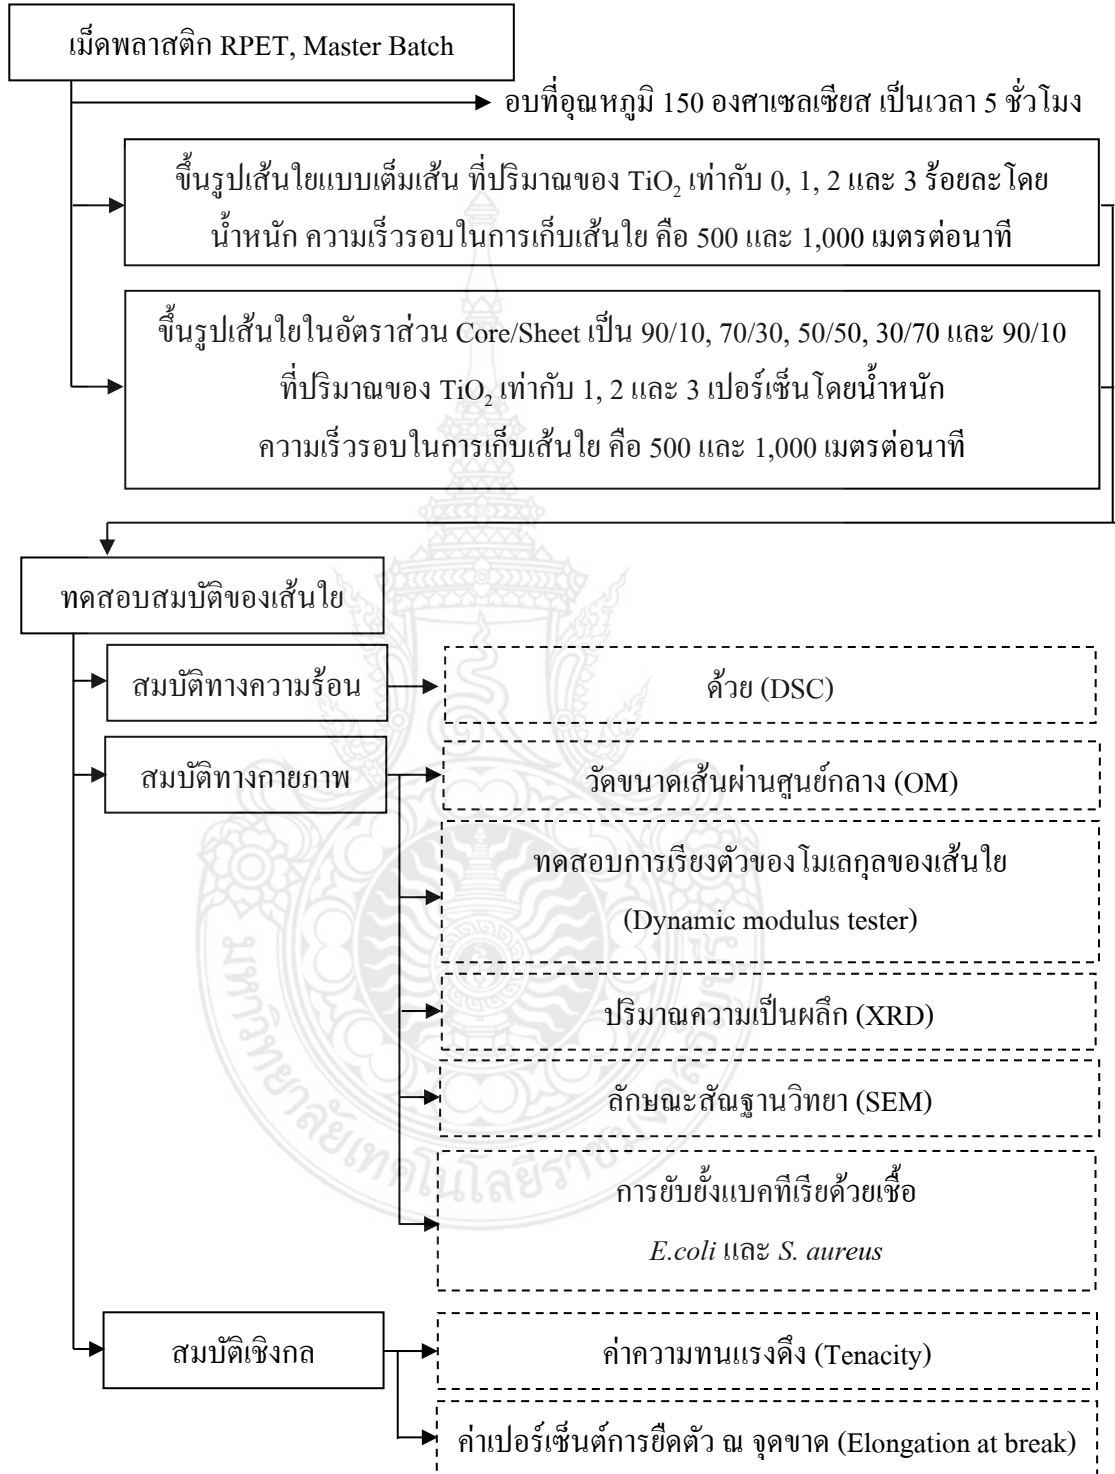 เม็ดพลาสติก RPET, Master Batch
อบที่อุณหภูมิ 150 องศาเซลเซียส เป็นเวลา 5 ชั่วโมง
ขึ้นรูปเส้นใยแบบเต็มเส้น ที่ปริมาณของ TiO₂ เท่ากับ 0, 1, 2 และ 3 ร้อยละโดย
น้ำหนัก ความเร็วรอบในการเก็บเส้นใย คือ 500 และ 1,000 เมตรต่อนาที
ขึ้นรูปเส้นใยในอัตราส่วน Core/Sheet เป็น 90/10, 70/30, 50/50, 30/70 และ 90/10
ที่ปริมาณของ TiO₂ เท่ากับ 1, 2 และ 3 เปอร์เซ็นโดยน้ำหนัก
ความเร็วรอบในการเก็บเส้นใย คือ 500 และ 1,000 เมตรต่อนาที
ทดสอบสมบัติของเส้นใย
สมบัติทางความร้อน
ด้วย (DSC)
สมบัติทางกายภาพ
วัดขนาดเส้นผ่านศูนย์กลาง (OM)
ทดสอบการเรียงตัวของโมเลกุลของเส้นใย
(Dynamic modulus tester)
ปริมาณความเป็นผลึก (XRD)
ลักษณะสัณฐานวิทยา (SEM)
การยับยั้งแบคทีเรียด้วยเชื้อ
E.coli และ S. aureus
สมบัติเชิงกล
ค่าความทนแรงดึง (Tenacity)
ค่าเปอร์เซ็นต์การยืดตัว ณ จุดขาด (Elongation at break)